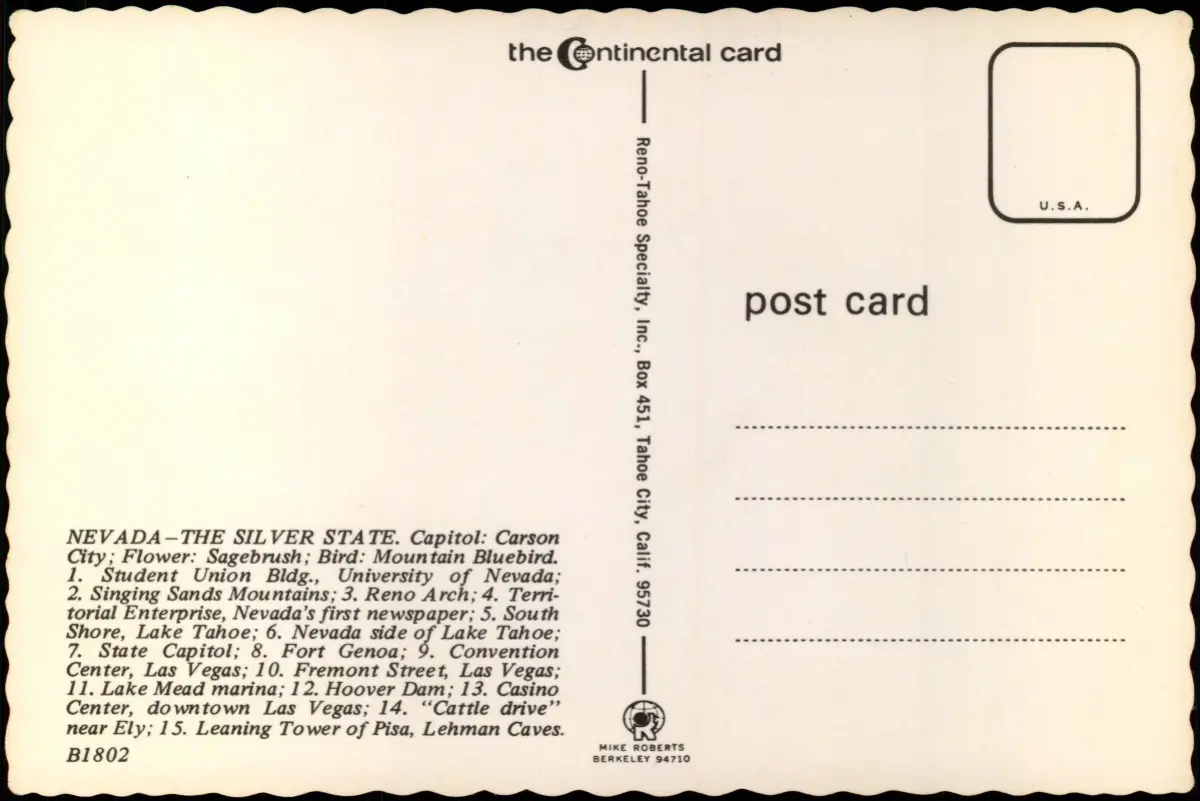 the Continental card
U.S.A.
post card
Reno-Tahoe Specialty, Inc., Box 451, Tahoe City, Calif. 95730
NEVADA—THE SILVER STATE. Capitol: Carson
City; Flower: Sagebrush; Bird: Mountain Bluebird.
1. Student Union Bldg., University of Nevada;
2. Singing Sands Mountains; 3. Reno Arch; 4. Terri-
torial Enterprise, Nevada's first newspaper; 5. South
Shore, Lake Tahoe; 6. Nevada side of Lake Tahoe;
7. State Capitol; 8. Fort Genoa; 9. Convention
Center, Las Vegas; 10. Fremont Street, Las Vegas;
11. Lake Mead marina; 12. Hoover Dam; 13. Casino
Center, downtown Las Vegas; 14. "Cattle drive"
near Ely; 15. Leaning Tower of Pisa, Lehman Caves.
B1802
MIKE ROBERTS
BERKELEY 94710